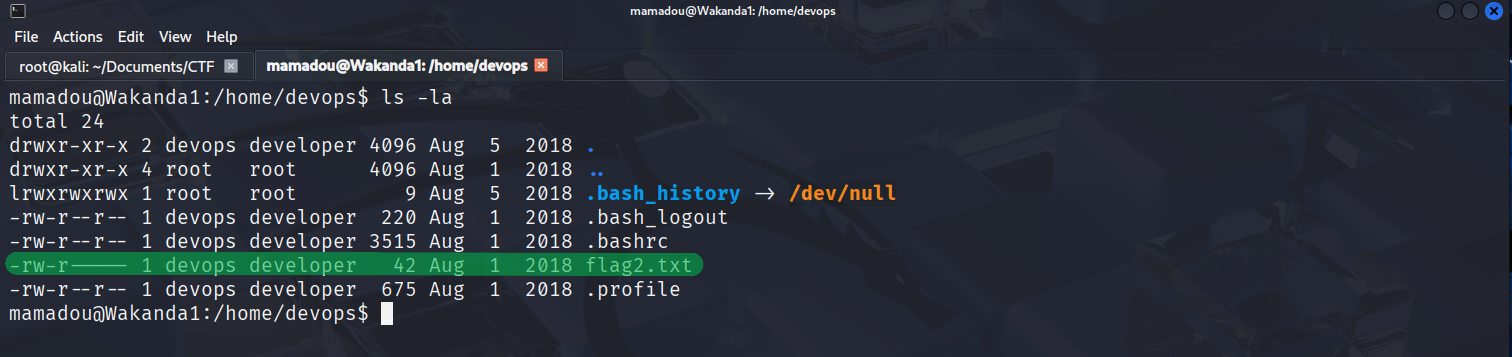 mamadou@Wakanda1: /home/devops
File Actions Edit View Help
root@kali: ~/Documents/CTF mamadou@Wakanda1: /home/devops
mamadou@Wakanda1:/home/devops$ ls -la
total 24
drwxr-xr-x 2 devops developer 4096 Aug 5 2018 .
drwxr-xr-x 4 root root 4096 Aug 1 2018 ..
lrwxrwxrwx 1 root root 9 Aug 5 2018 .bash_history -> /dev/null
-rw-r--r-- 1 devops developer 220 Aug 1 2018 .bash_logout
-rw-r--r-- 1 devops developer 3515 Aug 1 2018 .bashrc
-rw-r----- 1 devops developer 42 Aug 1 2018 flag2.txt
-rw-r--r-- 1 devops developer 675 Aug 1 2018 .profile
mamadou@Wakanda1:/home/devops$